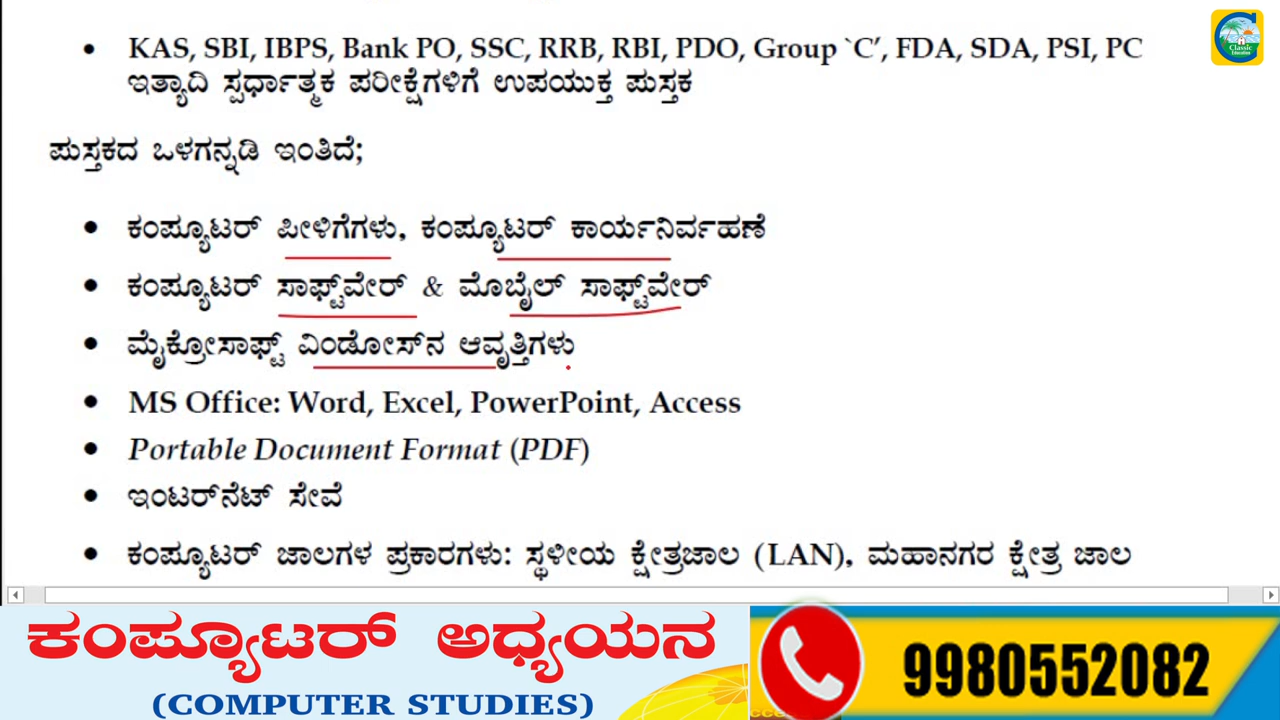 • KAS, SBI, IBPS, Bank PO, SSC, RRB, RBI, PDO, Group `C’, FDA, SDA, PSI, PC
ಇತ್ಯಾದಿ ಸ್ಪರ್ಧಾತ್ಮಕ ಪರೀಕ್ಷೆಗಳಿಗೆ ಉಪಯುಕ್ತ ಪುಸ್ತಕ
Classic
Education
ಪುಸ್ತಕದ ಒಳಗನ್ನಡಿ ಇಂತಿದೆ;
• ಕಂಪ್ಯೂಟರ್ ಪೀಳಿಗೆಗಳು, ಕಂಪ್ಯೂಟರ್ ಕಾರ್ಯನಿರ್ವಹಣೆ
• ಕಂಪ್ಯೂಟರ್ ಸಾಫ್ಟ್‌ವೇರ್ & ಮೊಬೈಲ್ ಸಾಫ್ಟ್‌ವೇರ್
• ಮೈಕ್ರೋಸಾಫ್ಟ್ ವಿಂಡೋಸ್‌ನ ಆವೃತ್ತಿಗಳು
• MS Office: Word, Excel, PowerPoint, Access
• Portable Document Format (PDF)
• ಇಂಟರ್‌ನೆಟ್ ಸೇವೆ
• ಕಂಪ್ಯೂಟರ್ ಜಾಲಗಳ ಪ್ರಕಾರಗಳು: ಸ್ಥಳೀಯ ಕ್ಷೇತ್ರಜಾಲ (LAN), ಮಹಾನಗರ ಕ್ಷೇತ್ರ ಜಾಲ
ಕಂಪ್ಯೂಟರ್ ಅಧ್ಯಯನ
(COMPUTER STUDIES)
9980552082